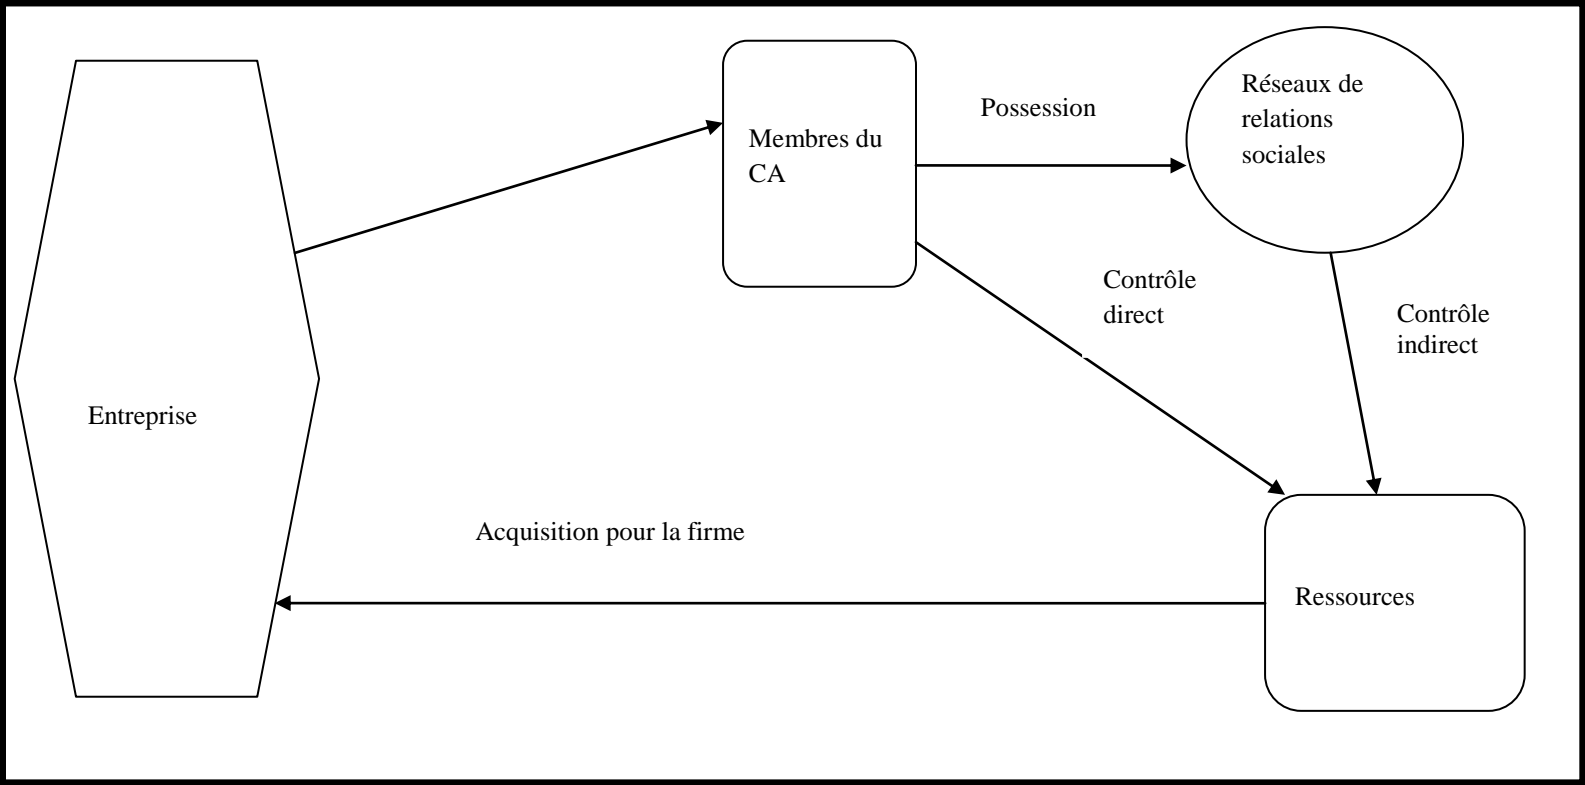 Réseaux de
relations
sociales
Possession
Membres du
CA
Contrôle
direct
Contrôle
indirect
Entreprise
Acquisition pour la firme
Ressources